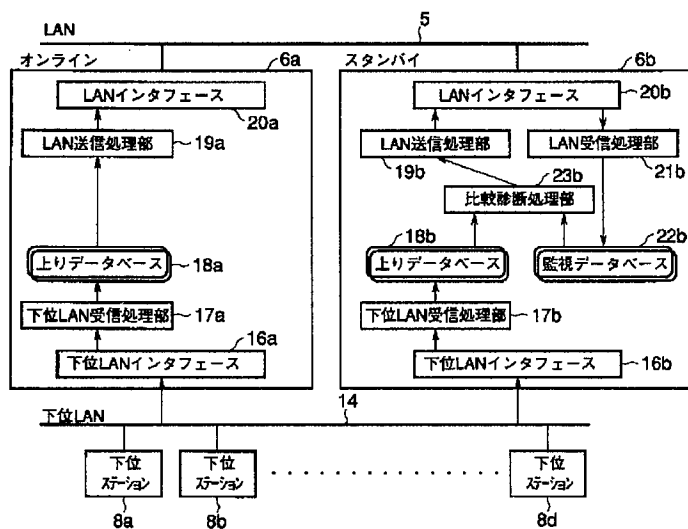 LAN
5
オンライン
6a
スタンバイ
6b
LANインタフェース
20a
LANインタフェース
20b
LAN送信処理部
19a
LAN送信処理部
19b
LAN受信処理部
21b
23b
比較診断処理部
上りデータベース
18a
18b
上りデータベース
22b
監視データベース
下位LAN受信処理部
17a
下位LAN受信処理部
17b
16a
下位LANインタフェース
下位LANインタフェース
16b
下位LAN
14
下位
ステーション
8a
下位
ステーション
8b
下位
ステーション
8d